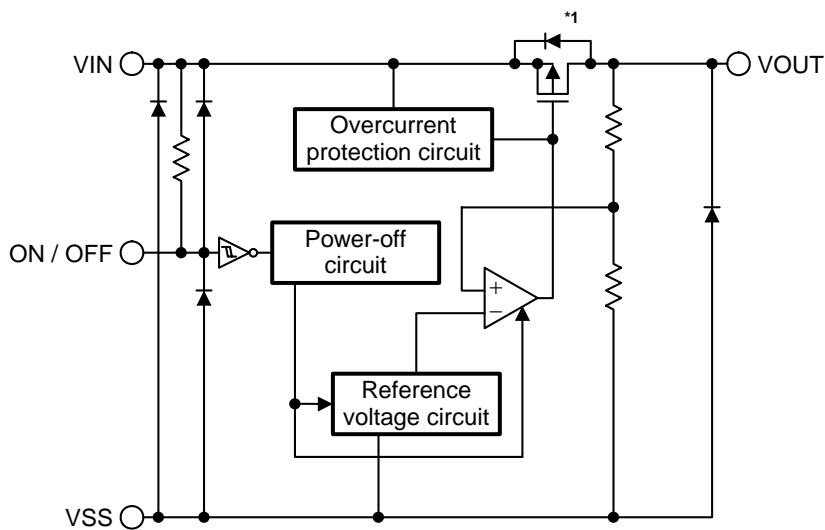 *1
VIN
VOUT
Overcurrent
protection circuit
ON / OFF
Power-off
circuit
+
−
Reference
voltage circuit
VSS